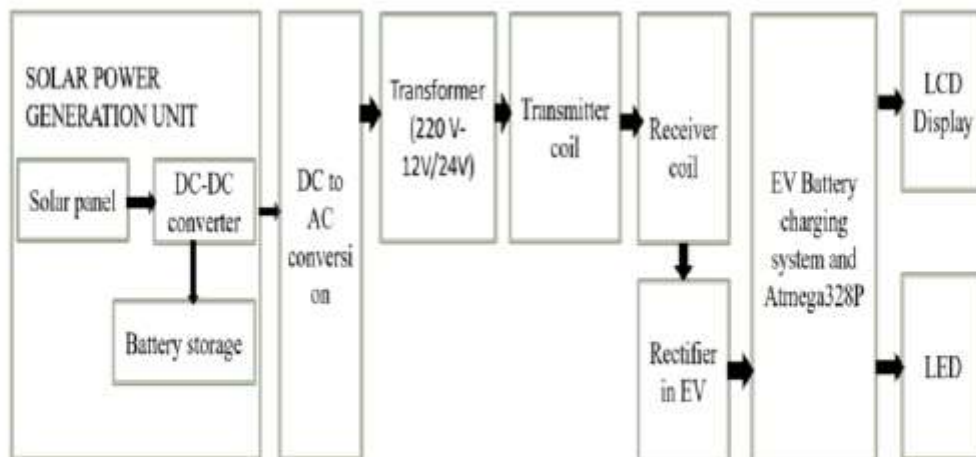 SOLAR POWER
GENERATION UNIT
Solar panel
DC-DC
converter
Battery storage
DC to
AC
conversi
on
Transformer
(220 V-
12V/24V)
Transmitter
coil
Receiver
coil
Rectifier
in EV
EV Battery
charging
system and
Atmega328P
LCD
Display
LED